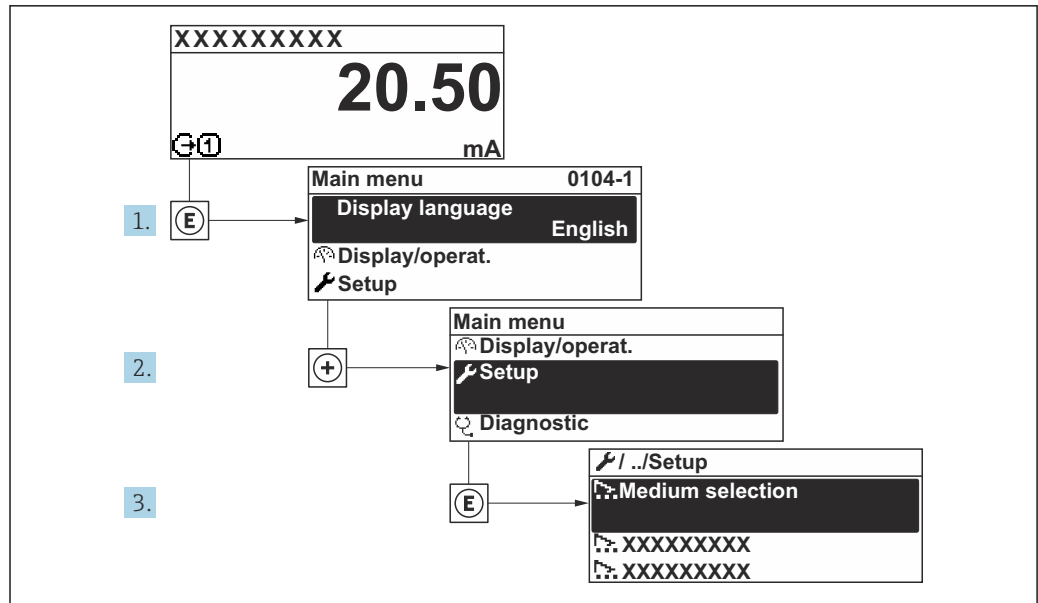 XXXXXXXXX
20.50
1
mA
Main menu 0104-1
1. E
Display language
English
Display/operat.
Setup
Main menu
2. +
Display/operat.
Setup
Diagnostic
/ ../Setup
3. E
Medium selection
XXXXXXXXX
XXXXXXXXX